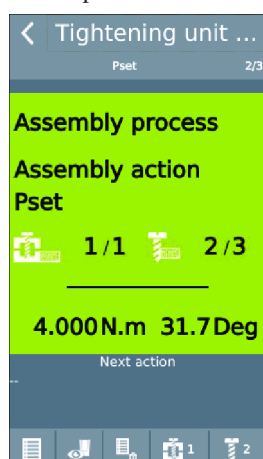 Tightening unit ...
Pset 2/3
Assembly process
Assembly action
Pset
1/1 2/3
4.000N.m 31.7Deg
Next action
--
1 2